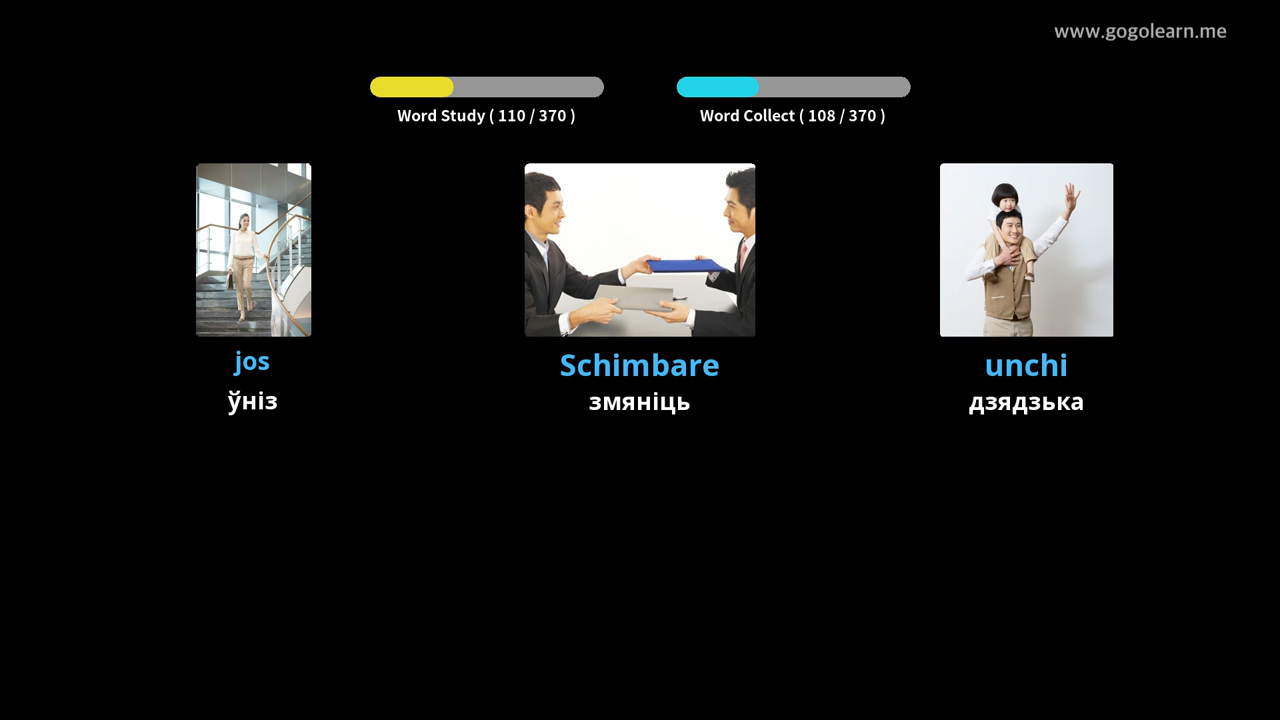 www.gogolearn.me
Word Study ( 110 / 370 )
Word Collect ( 108 / 370 )
jos
ўніз
Schimbare
змяніць
unchi
дзядзька